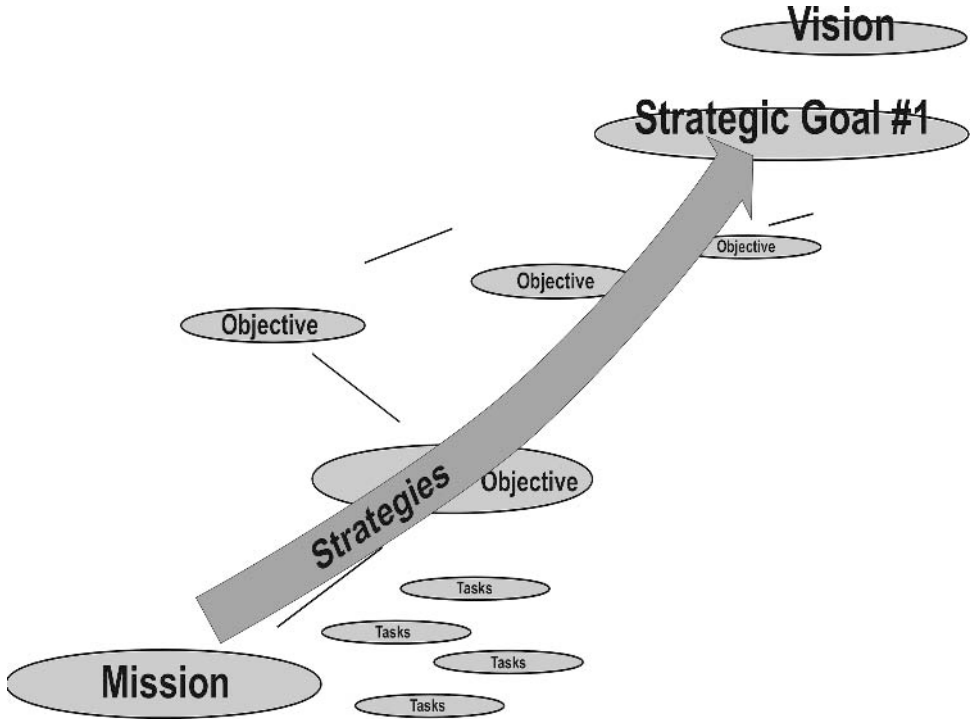 Vision
Strategic Goal #1
Objective
Objective
Objective
Objective
Strategies
Tasks
Tasks
Tasks
Mission
Tasks